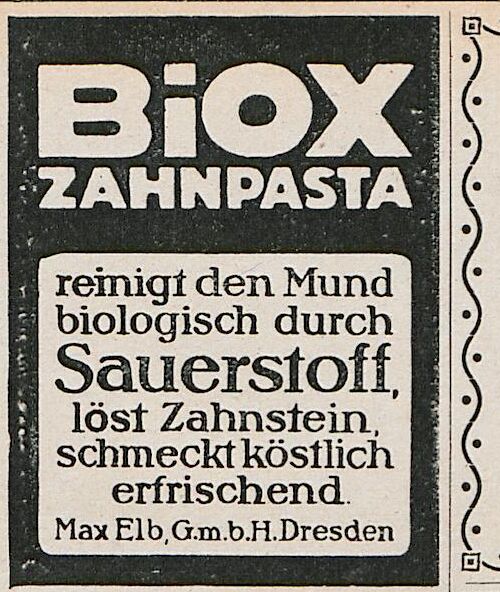 BiOX
ZAHNPASTA
reinigt den Mund
biologisch durch
Sauerstoff,
löst Zahnstein,
schmeckt köstlich
erfrischend.
Max Elb, G.m.b.H. Dresden